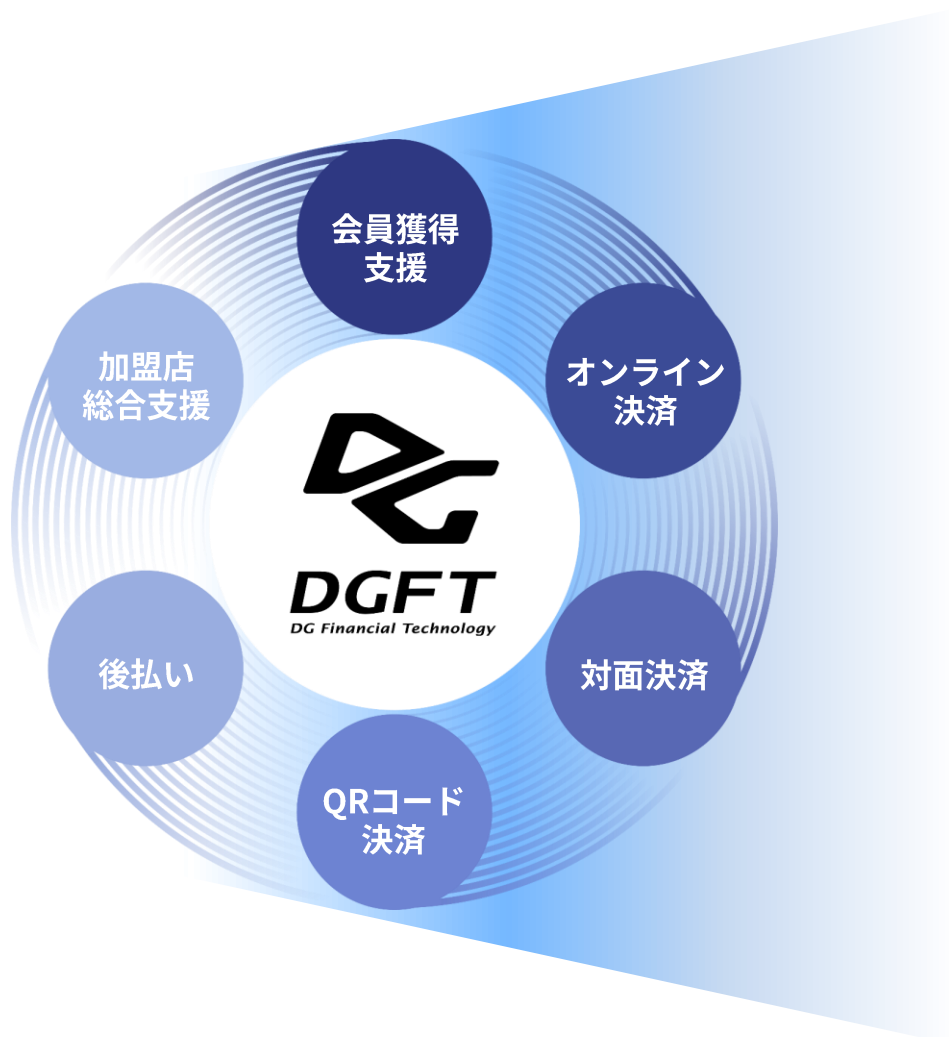 会員獲得
支援
オンライン
決済
対面決済
QRコード
決済
後払い
加盟店
総合支援
DG
DGFT
DG Financial Technology